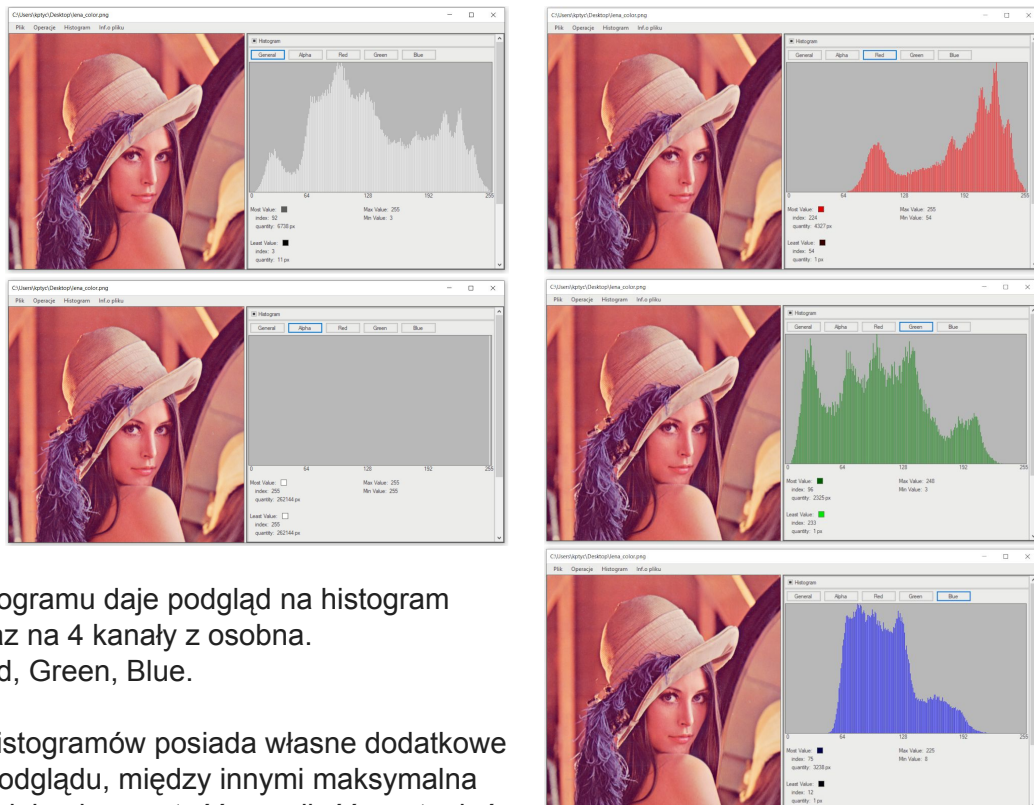 C:\Users\kptyc\Desktop\lena_color.png
Plik Operacje Histogram Inf.o pliku
Histogram
General Alpha Red Green Blue
0 64 128 192 255
Most Value:
index: 92
quantity: 6738 px
Max Value: 255
Min Value: 3
Least Value:
index: 3
quantity: 11 px
C:\Users\kptyc\Desktop\lena_color.png
Plik Operacje Histogram Inf.o pliku
Histogram
General Alpha Red Green Blue
0 64 128 192 255
Most Value:
index: 255
quantity: 262144 px
Max Value: 255
Min Value: 255
Least Value:
index: 255
quantity: 262144 px
ogramu daje podgląd na histogram
az na 4 kanały z osobna.
d, Green, Blue.
istogramów posiada własne dodatkowe
odglądu, między innymi maksymalna
C:\Users\kptyc\Desktop\lena_color.png
Plik Operacje Histogram Inf.o pliku
Histogram
General Alpha Red Green Blue
0 64 128 192 255
Most Value:
index: 224
quantity: 4327 px
Max Value: 255
Min Value: 54
Least Value:
index: 54
quantity: 1 px
C:\Users\kptyc\Desktop\lena_color.png
Plik Operacje Histogram Inf.o pliku
Histogram
General Alpha Red Green Blue
0 64 128 192 255
Most Value:
index: 96
quantity: 2325 px
Max Value: 248
Min Value: 3
Least Value:
index: 233
quantity: 1 px
C:\Users\kptyc\Desktop\lena_color.png
Plik Operacje Histogram Inf.o pliku
Histogram
General Alpha Red Green Blue
0 64 128 192 255
Most Value:
index: 75
quantity: 3238 px
Max Value: 225
Min Value: 8
Least Value:
index: 12
quantity: 1 px